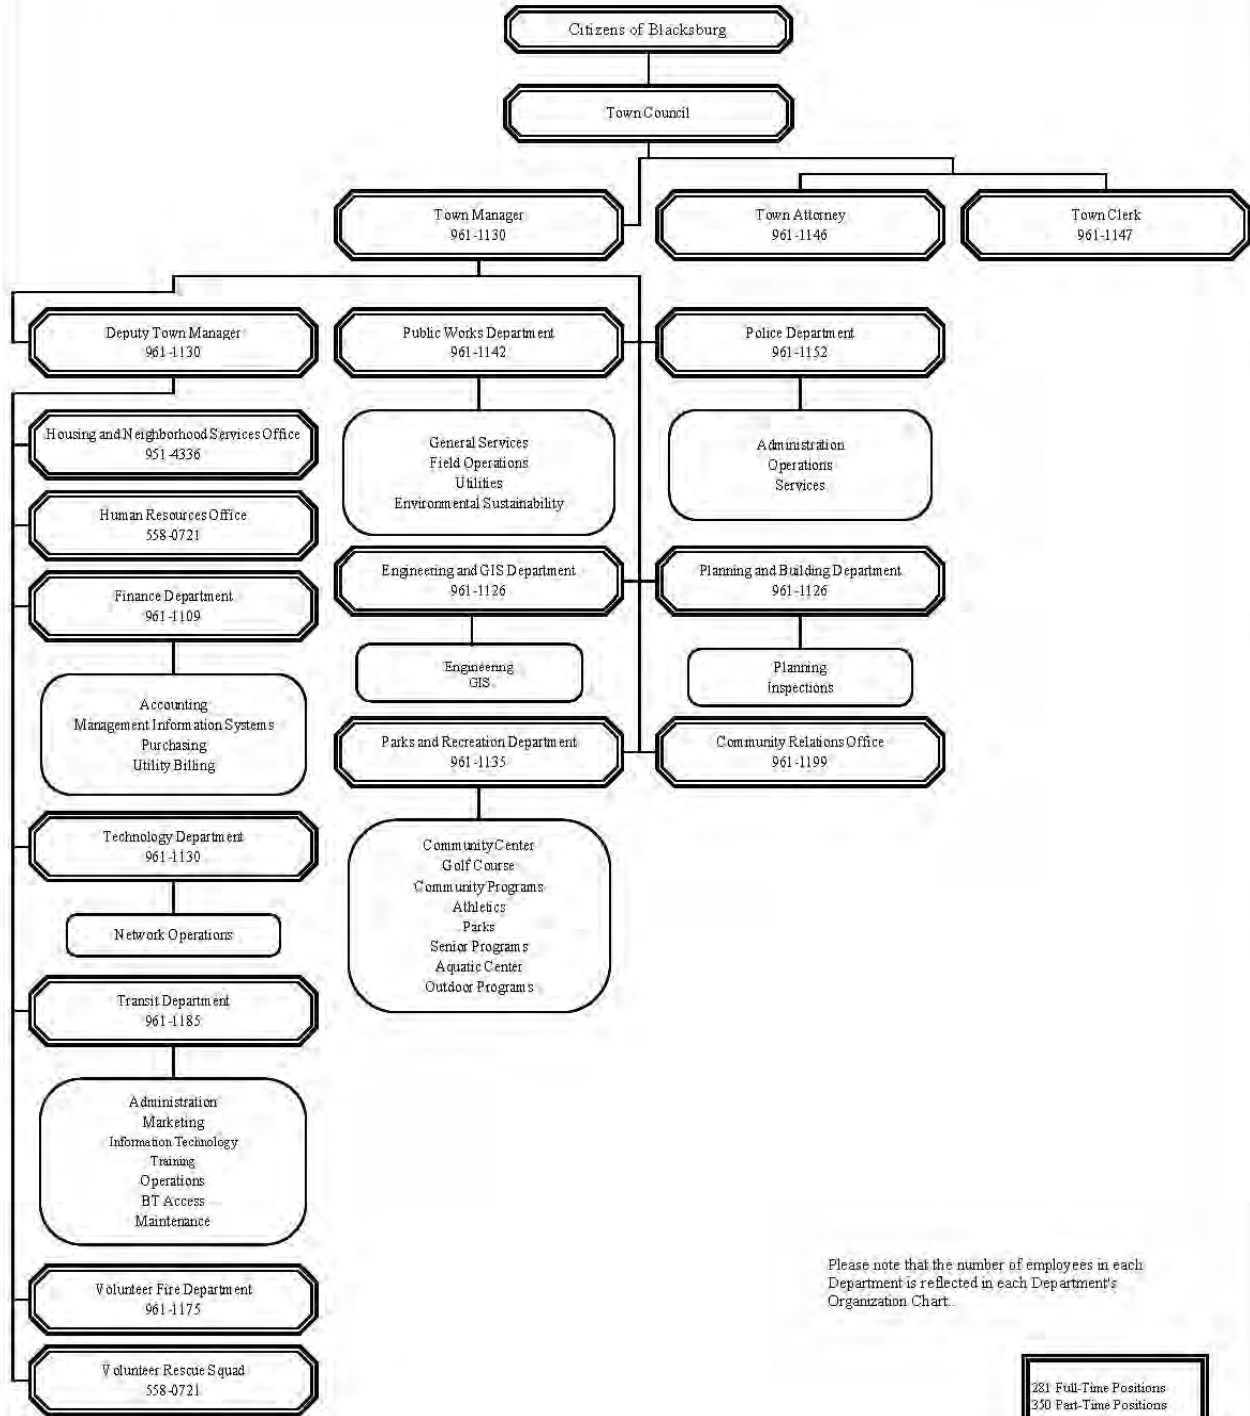 Citizens of Blacksburg
Town Council
Town Manager
961-1130
Town Attorney
961-1146
Town Clerk
961-1147
Deputy Town Manager
961-1130
Public Works Department
961-1142
Police Department
961-1152
Housing and Neighborhood Services Office
951-4336
General Services
Field Operations
Utilities
Environmental Sustainability
Administration
Operations
Services
Human Resources Office
558-0721
Engineering and GIS Department
961-1126
Planning and Building Department
961-1126
Finance Department
961-1109
Engineering
GIS
Planning
Inspections
Accounting
Management Information Systems
Purchasing
Utility Billing
Parks and Recreation Department
961-1135
Community Relations Office
961-1199
Technology Department
961-1130
Community Center
Golf Course
Community Programs
Athletics
Parks
Senior Programs
Aquatic Center
Outdoor Programs
Network Operations
Transit Department
961-1185
Administration
Marketing
Information Technology
Training
Operations
BT Access
Maintenance
Volunteer Fire Department
961-1175
Volunteer Rescue Squad
558-0721
Please note that the number of employees in each
Department is reflected in each Department's
Organization Chart.
281 Full-Time Positions
350 Part-Time Positions